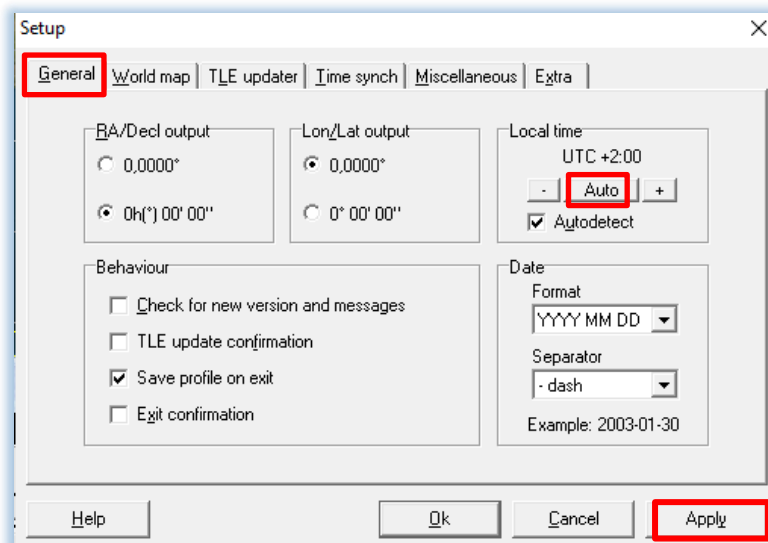 Setup
General World map TLE updater Time synch Miscellaneous Extra
RA/Decl output
0,0000°
0h(°) 00' 00''
Lon/Lat output
0,0000°
0° 00' 00''
Local time
UTC +2:00
- Auto +
Autodetect
Behaviour
Check for new version and messages
TLE update confirmation
Save profile on exit
Exit confirmation
Date
Format
YYYY MM DD
Separator
- dash
Example: 2003-01-30
Help Ok Cancel Apply